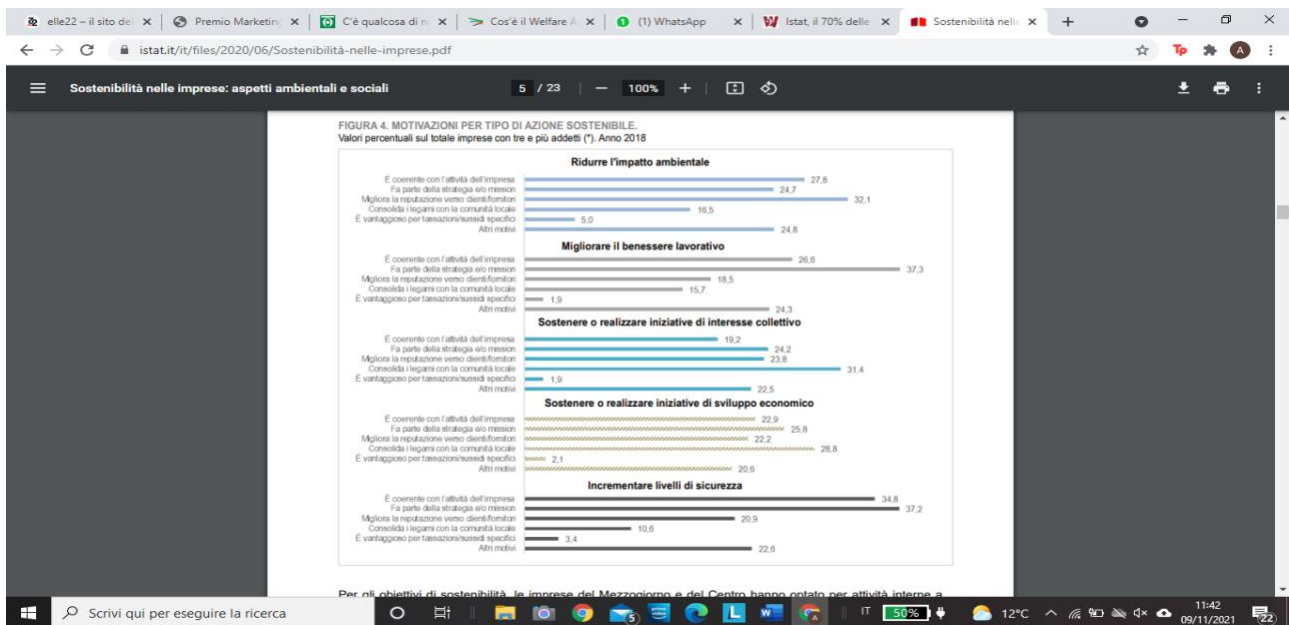 elle22 – il sito del
Premio Marketing
C'è qualcosa di n
Cos'è il Welfare A
(1) WhatsApp
Istat, il 70% delle
Sostenibilità nelle
istat.it/it/files/2020/06/Sostenibilità-nelle-imprese.pdf
Tp
A
Sostenibilità nelle imprese: aspetti ambientali e sociali
5 / 23
100%
FIGURA 4. MOTIVAZIONI PER TIPO DI AZIONE SOSTENIBILE.
Valori percentuali sul totale imprese con tre e più addetti (*). Anno 2018
Ridurre l'impatto ambientale
È coerente con l'attività dell'impresa 27,8
Fa parte della strategia e/o mission 24,7
Migliora la reputazione verso clienti/fornitori 32,1
Consolida i legami con la comunità locale 16,5
È vantaggioso per tassazioni/sussidi specifici 5,0
Altri motivi 24,8
Migliorare il benessere lavorativo
È coerente con l'attività dell'impresa 26,6
Fa parte della strategia e/o mission 37,3
Migliora la reputazione verso clienti/fornitori 18,5
Consolida i legami con la comunità locale 15,7
È vantaggioso per tassazioni/sussidi specifici 1,9
Altri motivi 24,3
Sostenere o realizzare iniziative di interesse collettivo
È coerente con l'attività dell'impresa 19,2
Fa parte della strategia e/o mission 24,2
Migliora la reputazione verso clienti/fornitori 23,8
Consolida i legami con la comunità locale 31,4
È vantaggioso per tassazioni/sussidi specifici 1,9
Altri motivi 22,5
Sostenere o realizzare iniziative di sviluppo economico
È coerente con l'attività dell'impresa 22,9
Fa parte della strategia e/o mission 25,8
Migliora la reputazione verso clienti/fornitori 22,2
Consolida i legami con la comunità locale 28,8
È vantaggioso per tassazioni/sussidi specifici 2,1
Altri motivi 20,6
Incrementare livelli di sicurezza
È coerente con l'attività dell'impresa 34,8
Fa parte della strategia e/o mission 37,2
Migliora la reputazione verso clienti/fornitori 20,9
Consolida i legami con la comunità locale 10,6
È vantaggioso per tassazioni/sussidi specifici 3,4
Altri motivi 22,6
Per gli obiettivi di sostenibilità, le imprese del Mezzogiorno e del Centro hanno optato per attività interne a
Scrivi qui per eseguire la ricerca
IT
50%
12°C
11:42
09/11/2021
22